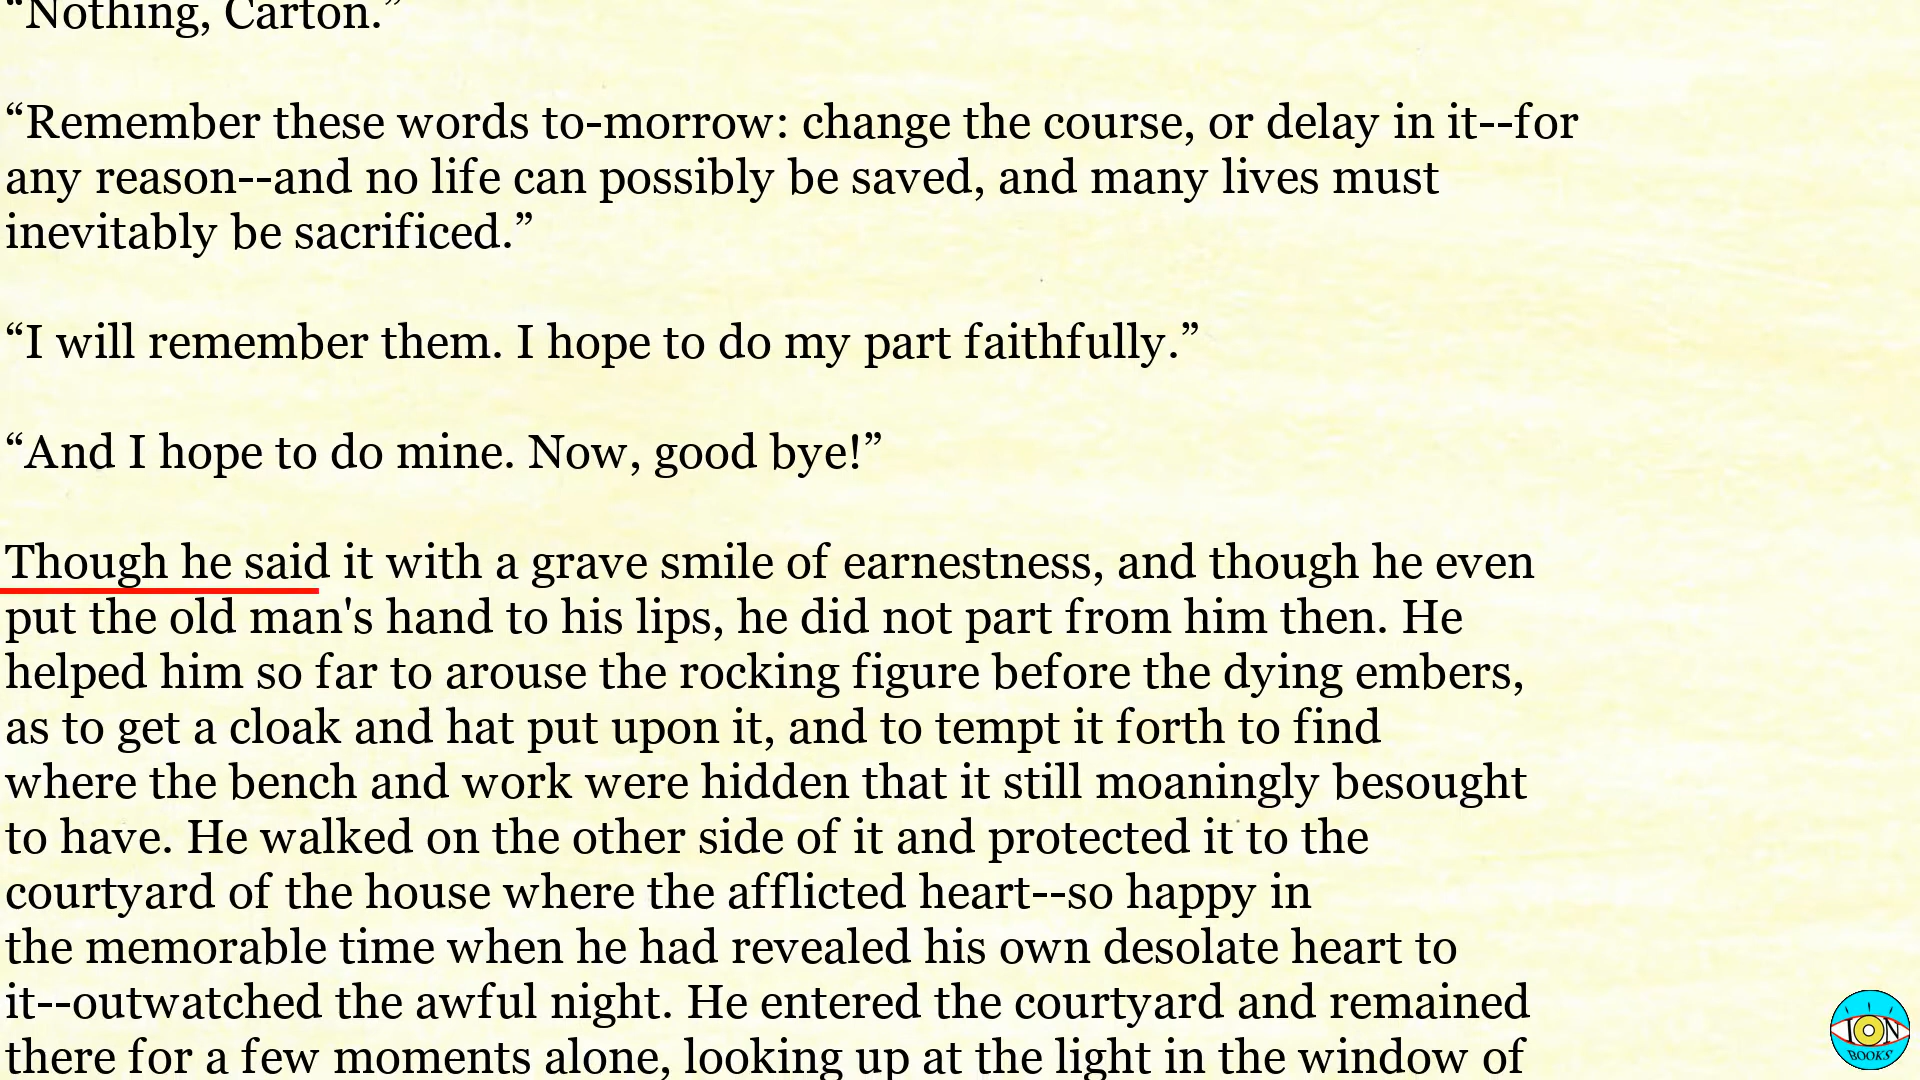 “Nothing, Carton.”
“Remember these words to-morrow: change the course, or delay in it--for
any reason--and no life can possibly be saved, and many lives must
inevitably be sacrificed.”
“I will remember them. I hope to do my part faithfully.”
“And I hope to do mine. Now, good bye!”
Though he said it with a grave smile of earnestness, and though he even
put the old man's hand to his lips, he did not part from him then. He
helped him so far to arouse the rocking figure before the dying embers,
as to get a cloak and hat put upon it, and to tempt it forth to find
where the bench and work were hidden that it still moaningly besought
to have. He walked on the other side of it and protected it to the
courtyard of the house where the afflicted heart--so happy in
the memorable time when he had revealed his own desolate heart to
it--outwatched the awful night. He entered the courtyard and remained
there for a few moments alone, looking up at the light in the window of
ION
BOOKS